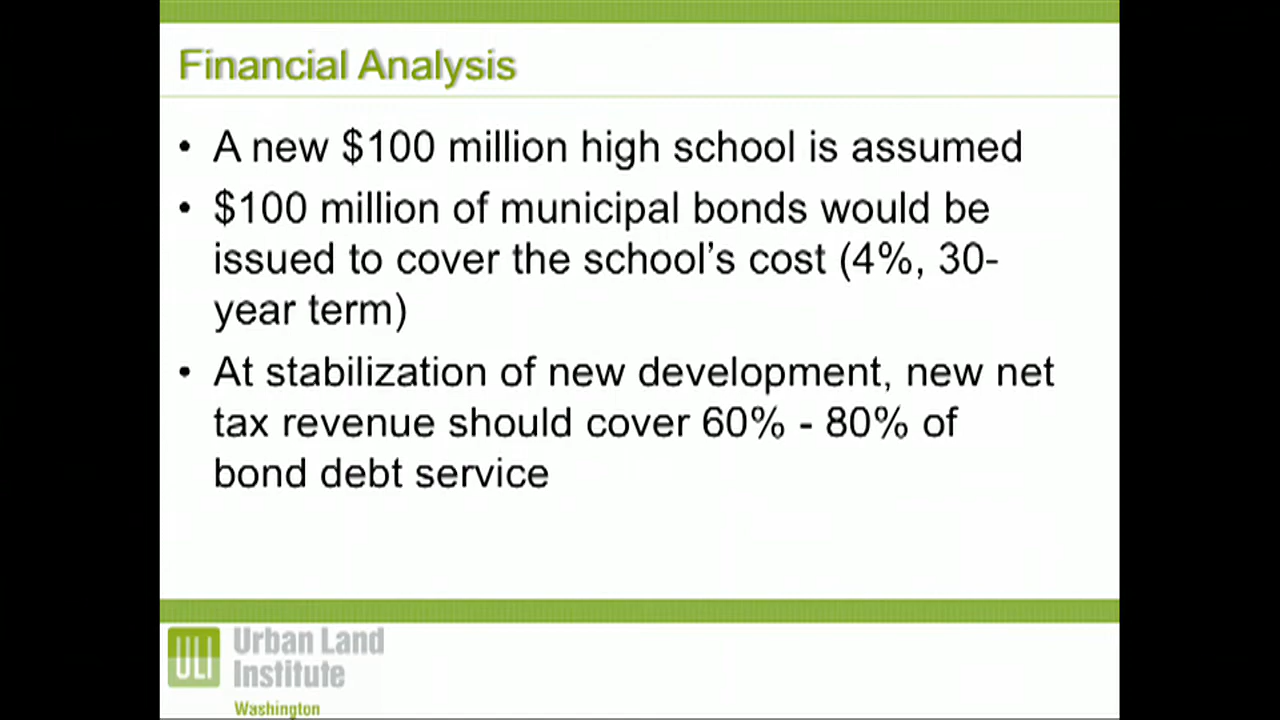 Financial Analysis
• A new $100 million high school is assumed
• $100 million of municipal bonds would be
issued to cover the school’s cost (4%, 30-
year term)
• At stabilization of new development, new net
tax revenue should cover 60% - 80% of
bond debt service
ULI
Urban Land
Institute
Washington